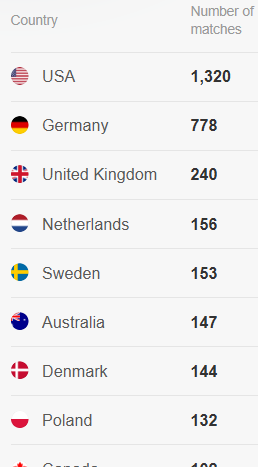 Country
Number of
matches
USA 1,320
Germany 778
United Kingdom 240
Netherlands 156
Sweden 153
Australia 147
Denmark 144
Poland 132
Canada